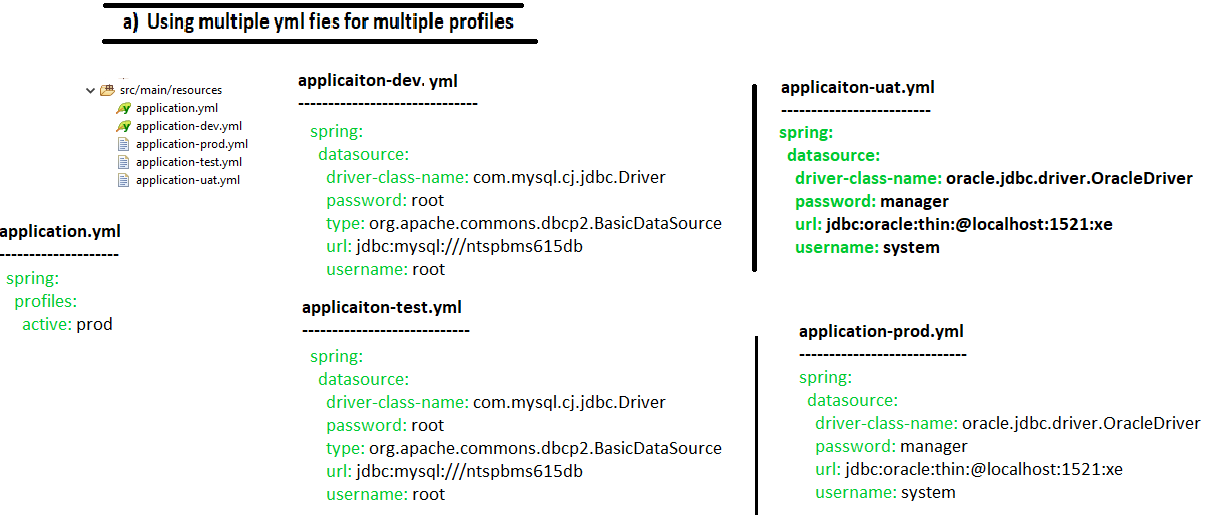 a) Using multiple yml fies for multiple profiles
src/main/resources
application.yml
application-dev.yml
application-prod.yml
application-test.yml
application-uat.yml
application.yml
--------------------
spring:
profiles:
active: prod
applicaiton-dev. yml
------------------------------
spring:
datasource:
driver-class-name: com.mysql.cj.jdbc.Driver
password: root
type: org.apache.commons.dbcp2.BasicDataSource
url: jdbc:mysql:///ntspbms615db
username: root
applicaiton-test.yml
----------------------------
spring:
datasource:
driver-class-name: com.mysql.cj.jdbc.Driver
password: root
type: org.apache.commons.dbcp2.BasicDataSource
url: jdbc:mysql:///ntspbms615db
username: root
applicaiton-uat.yml
-------------------------
spring:
datasource:
driver-class-name: oracle.jdbc.driver.OracleDriver
password: manager
url: jdbc:oracle:thin:@localhost:1521:xe
username: system
application-prod.yml
----------------------------
spring:
datasource:
driver-class-name: oracle.jdbc.driver.OracleDriver
password: manager
url: jdbc:oracle:thin:@localhost:1521:xe
username: system